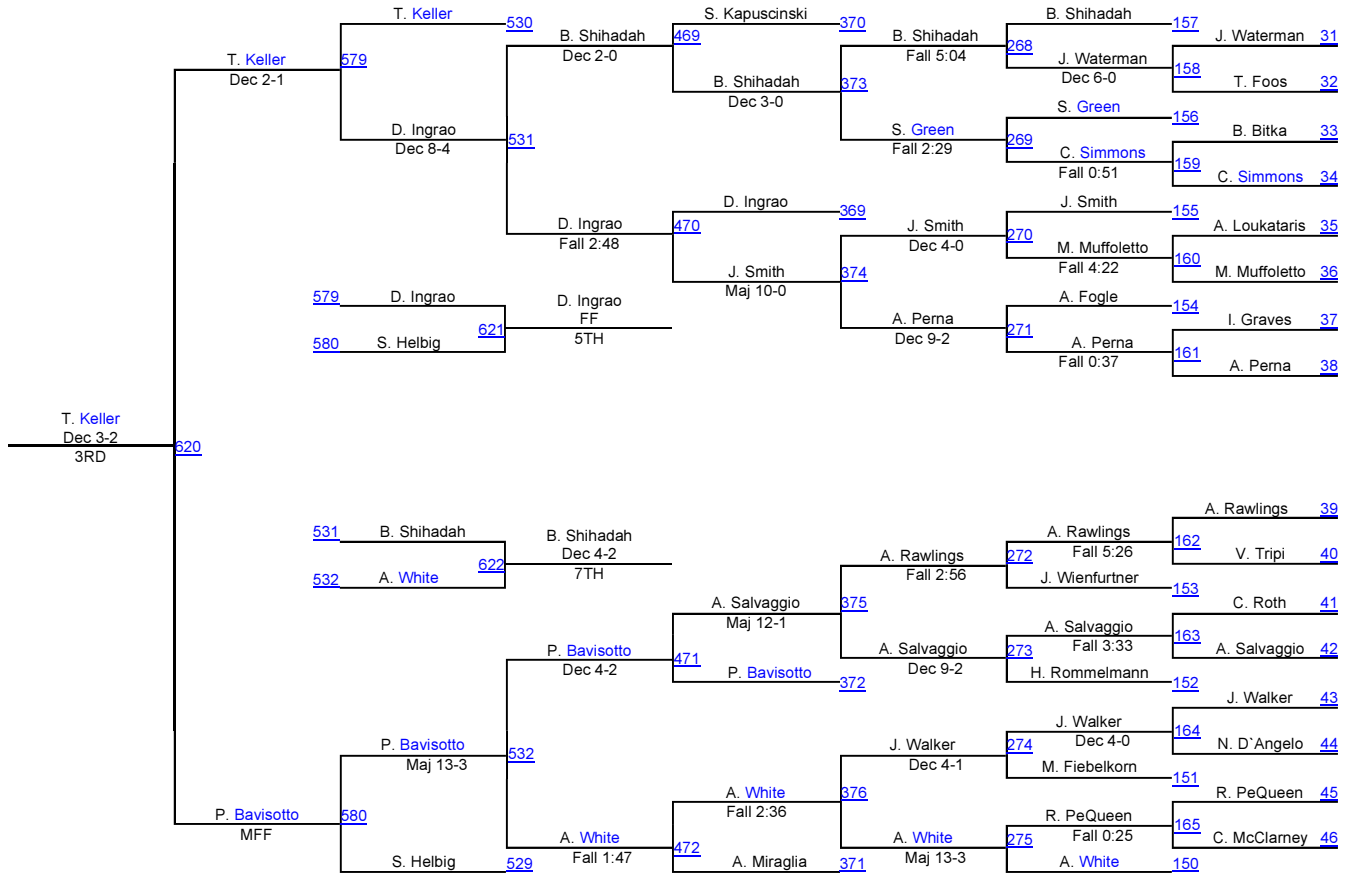 T. Keller 530
S. Kapuscinski 370
B. Shihadah 157
B. Shihadah 469
B. Shihadah 268
J. Waterman 31
Dec 2-0
Fall 5:04
T. Keller 579
J. Waterman 158
Dec 2-1
Dec 6-0
B. Shihadah 373
T. Foos 32
Dec 3-0
S. Green 156
D. Ingrao 531
S. Green 269
B. Bitka 33
Dec 8-4
Fall 2:29
C. Simmons 159
Fall 0:51
C. Simmons 34
D. Ingrao 369
J. Smith 155
D. Ingrao 470
J. Smith 270
A. Loukataris 35
Fall 2:48
Dec 4-0
M. Muffoletto 160
Fall 4:22
J. Smith 374
M. Muffoletto 36
Maj 10-0
579 D. Ingrao
D. Ingrao
A. Fogle 154
621 FF
A. Perna 271
I. Graves 37
5TH
Dec 9-2
580 S. Helbig
A. Perna 161
Fall 0:37
A. Perna 38
T. Keller
Dec 3-2 620
3RD
A. Rawlings 39
531 B. Shihadah
B. Shihadah
A. Rawlings 162
Dec 4-2
Fall 5:26
622 7TH
A. Rawlings 272
V. Tripi 40
Fall 2:56
532 A. White
J. Wienfurtner 153
A. Salvaggio 375
C. Roth 41
Maj 12-1
A. Salvaggio 163
Fall 3:33
P. Bavisotto 471
A. Salvaggio 273
A. Salvaggio 42
Dec 4-2
Dec 9-2
P. Bavisotto 372
H. Rommelmann 152
J. Walker 43
J. Walker 164
Dec 4-0
P. Bavisotto 532
J. Walker 274
N. D`Angelo 44
Maj 13-3
Dec 4-1
M. Fiebelkorn 151
A. White 376
R. PeQueen 45
Fall 2:36
P. Bavisotto 580
R. PeQueen 165
MFF
Fall 0:25
A. White 472
A. White 275
C. McClarney 46
Fall 1:47
Maj 13-3
S. Helbig 529
A. Miraglia 371
A. White 150